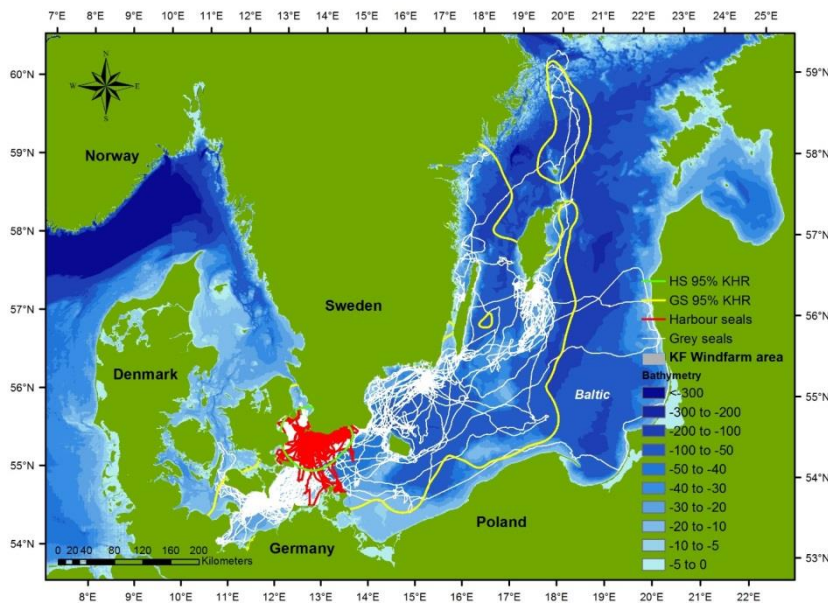 7°E 8°E 9°E 10°E 11°E 12°E 13°E 14°E 15°E 16°E 17°E 18°E 19°E 20°E 21°E 22°E 23°E 25°E
N
W E
S
60°N
59°N
58°N
57°N
56°N
55°N
54°N
59°N
58°N
57°N
56°N
55°N
54°N
53°N
Norway
Sweden
Denmark
Baltic
Poland
Germany
HS 95% KHR
GS 95% KHR
Harbour seals
Grey seals
KF Windfarm area
Bathymetry
<-300
-300 to -200
-200 to -100
-100 to -50
-50 to -40
-40 to -30
-30 to -20
-20 to -10
-10 to -5
-5 to 0
0 20 40 80 120 160 200
Kilometers
8°E 9°E 10°E 11°E 12°E 13°E 14°E 15°E 16°E 17°E 18°E 19°E 20°E 21°E 22°E